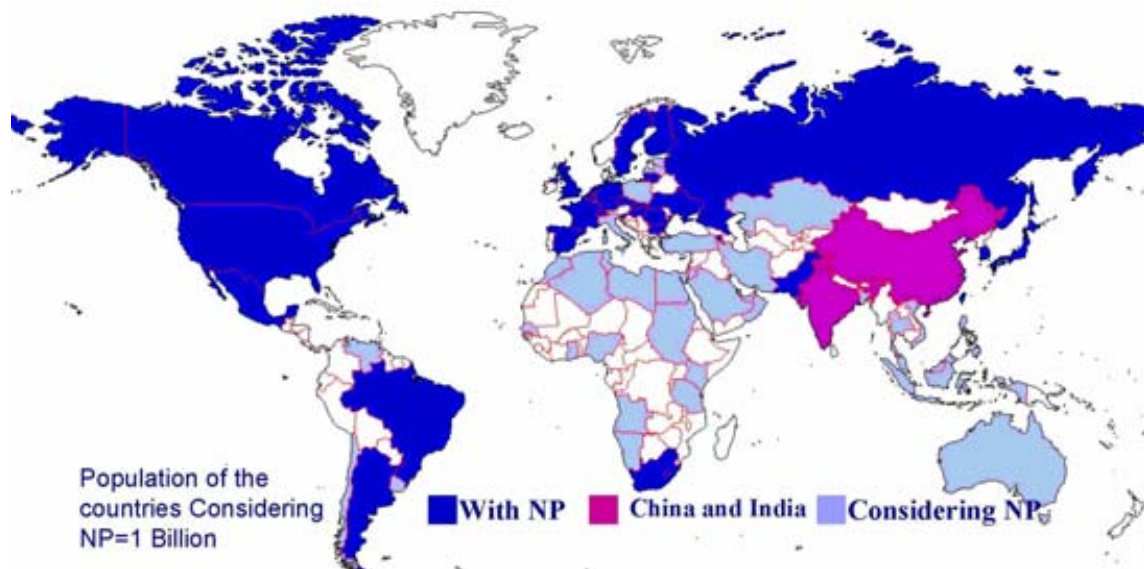 Population of the
countries Considering
NP=1 Billion
With NP
China and India
Considering NP